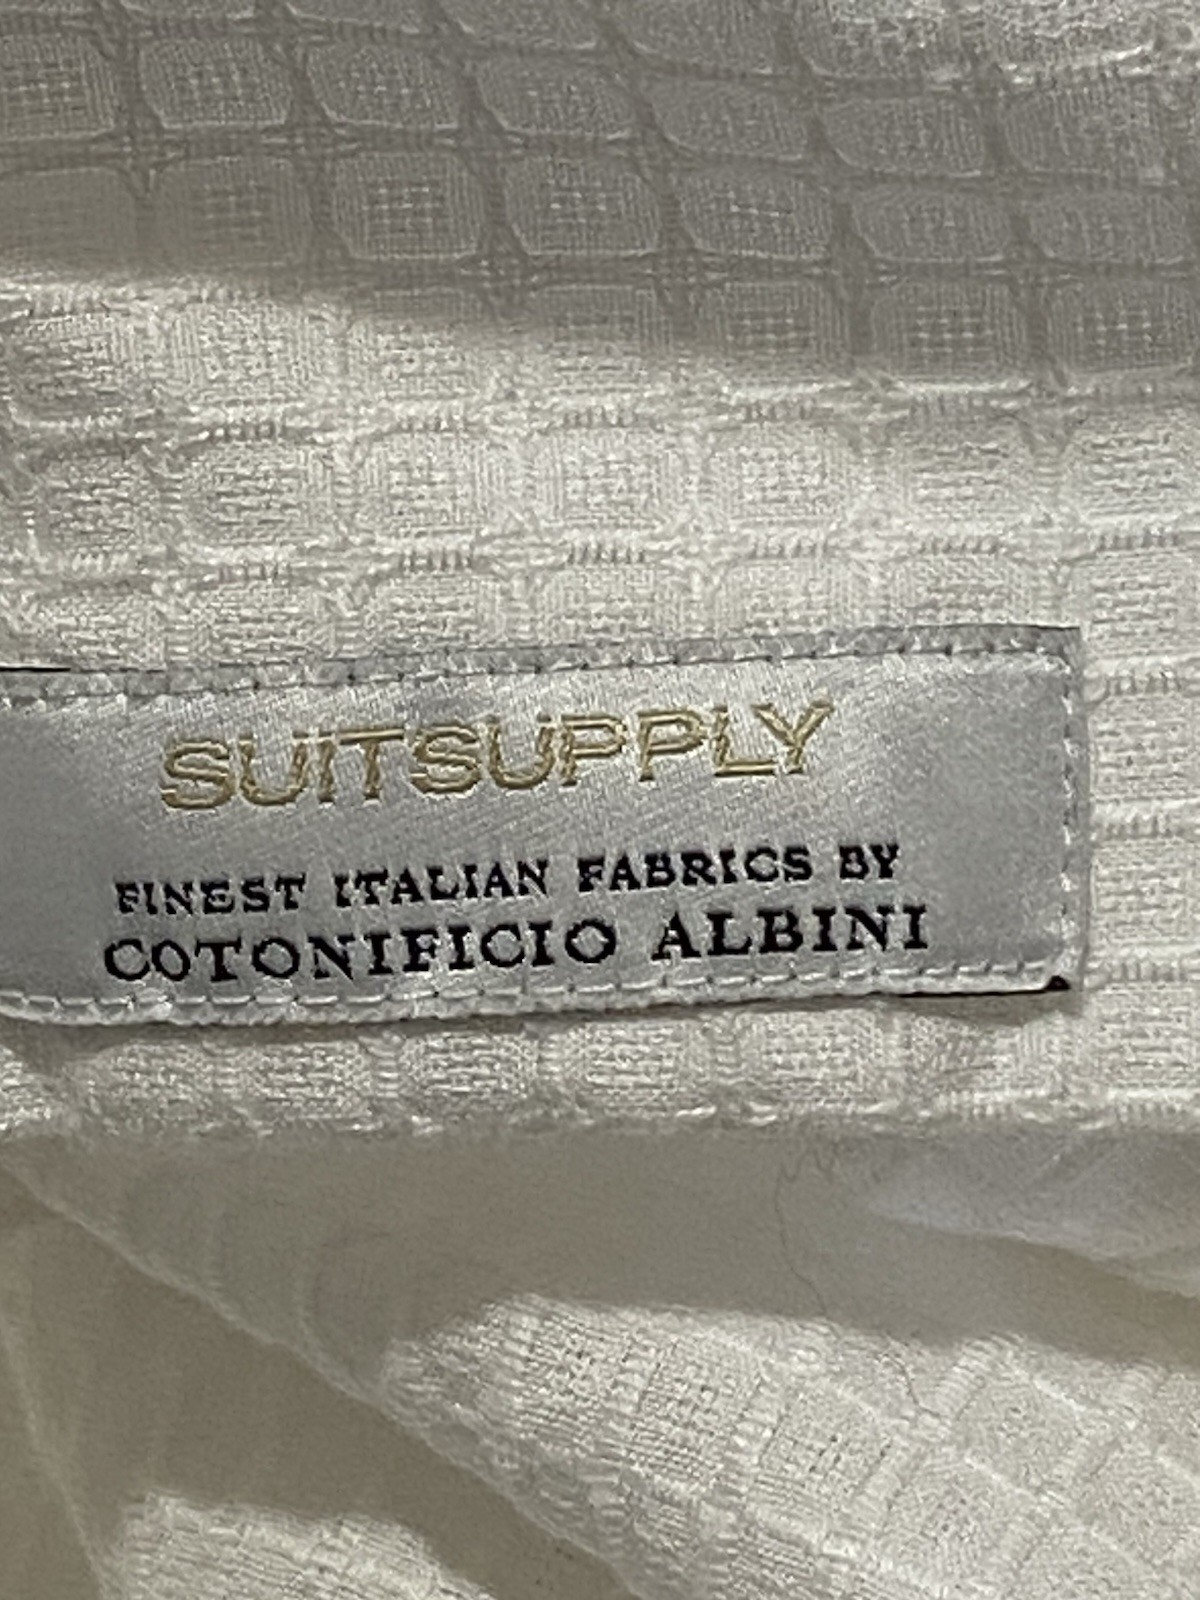 SUITSUPPLY
FINEST ITALIAN FABRICS BY
COTONIFICIO ALBINI